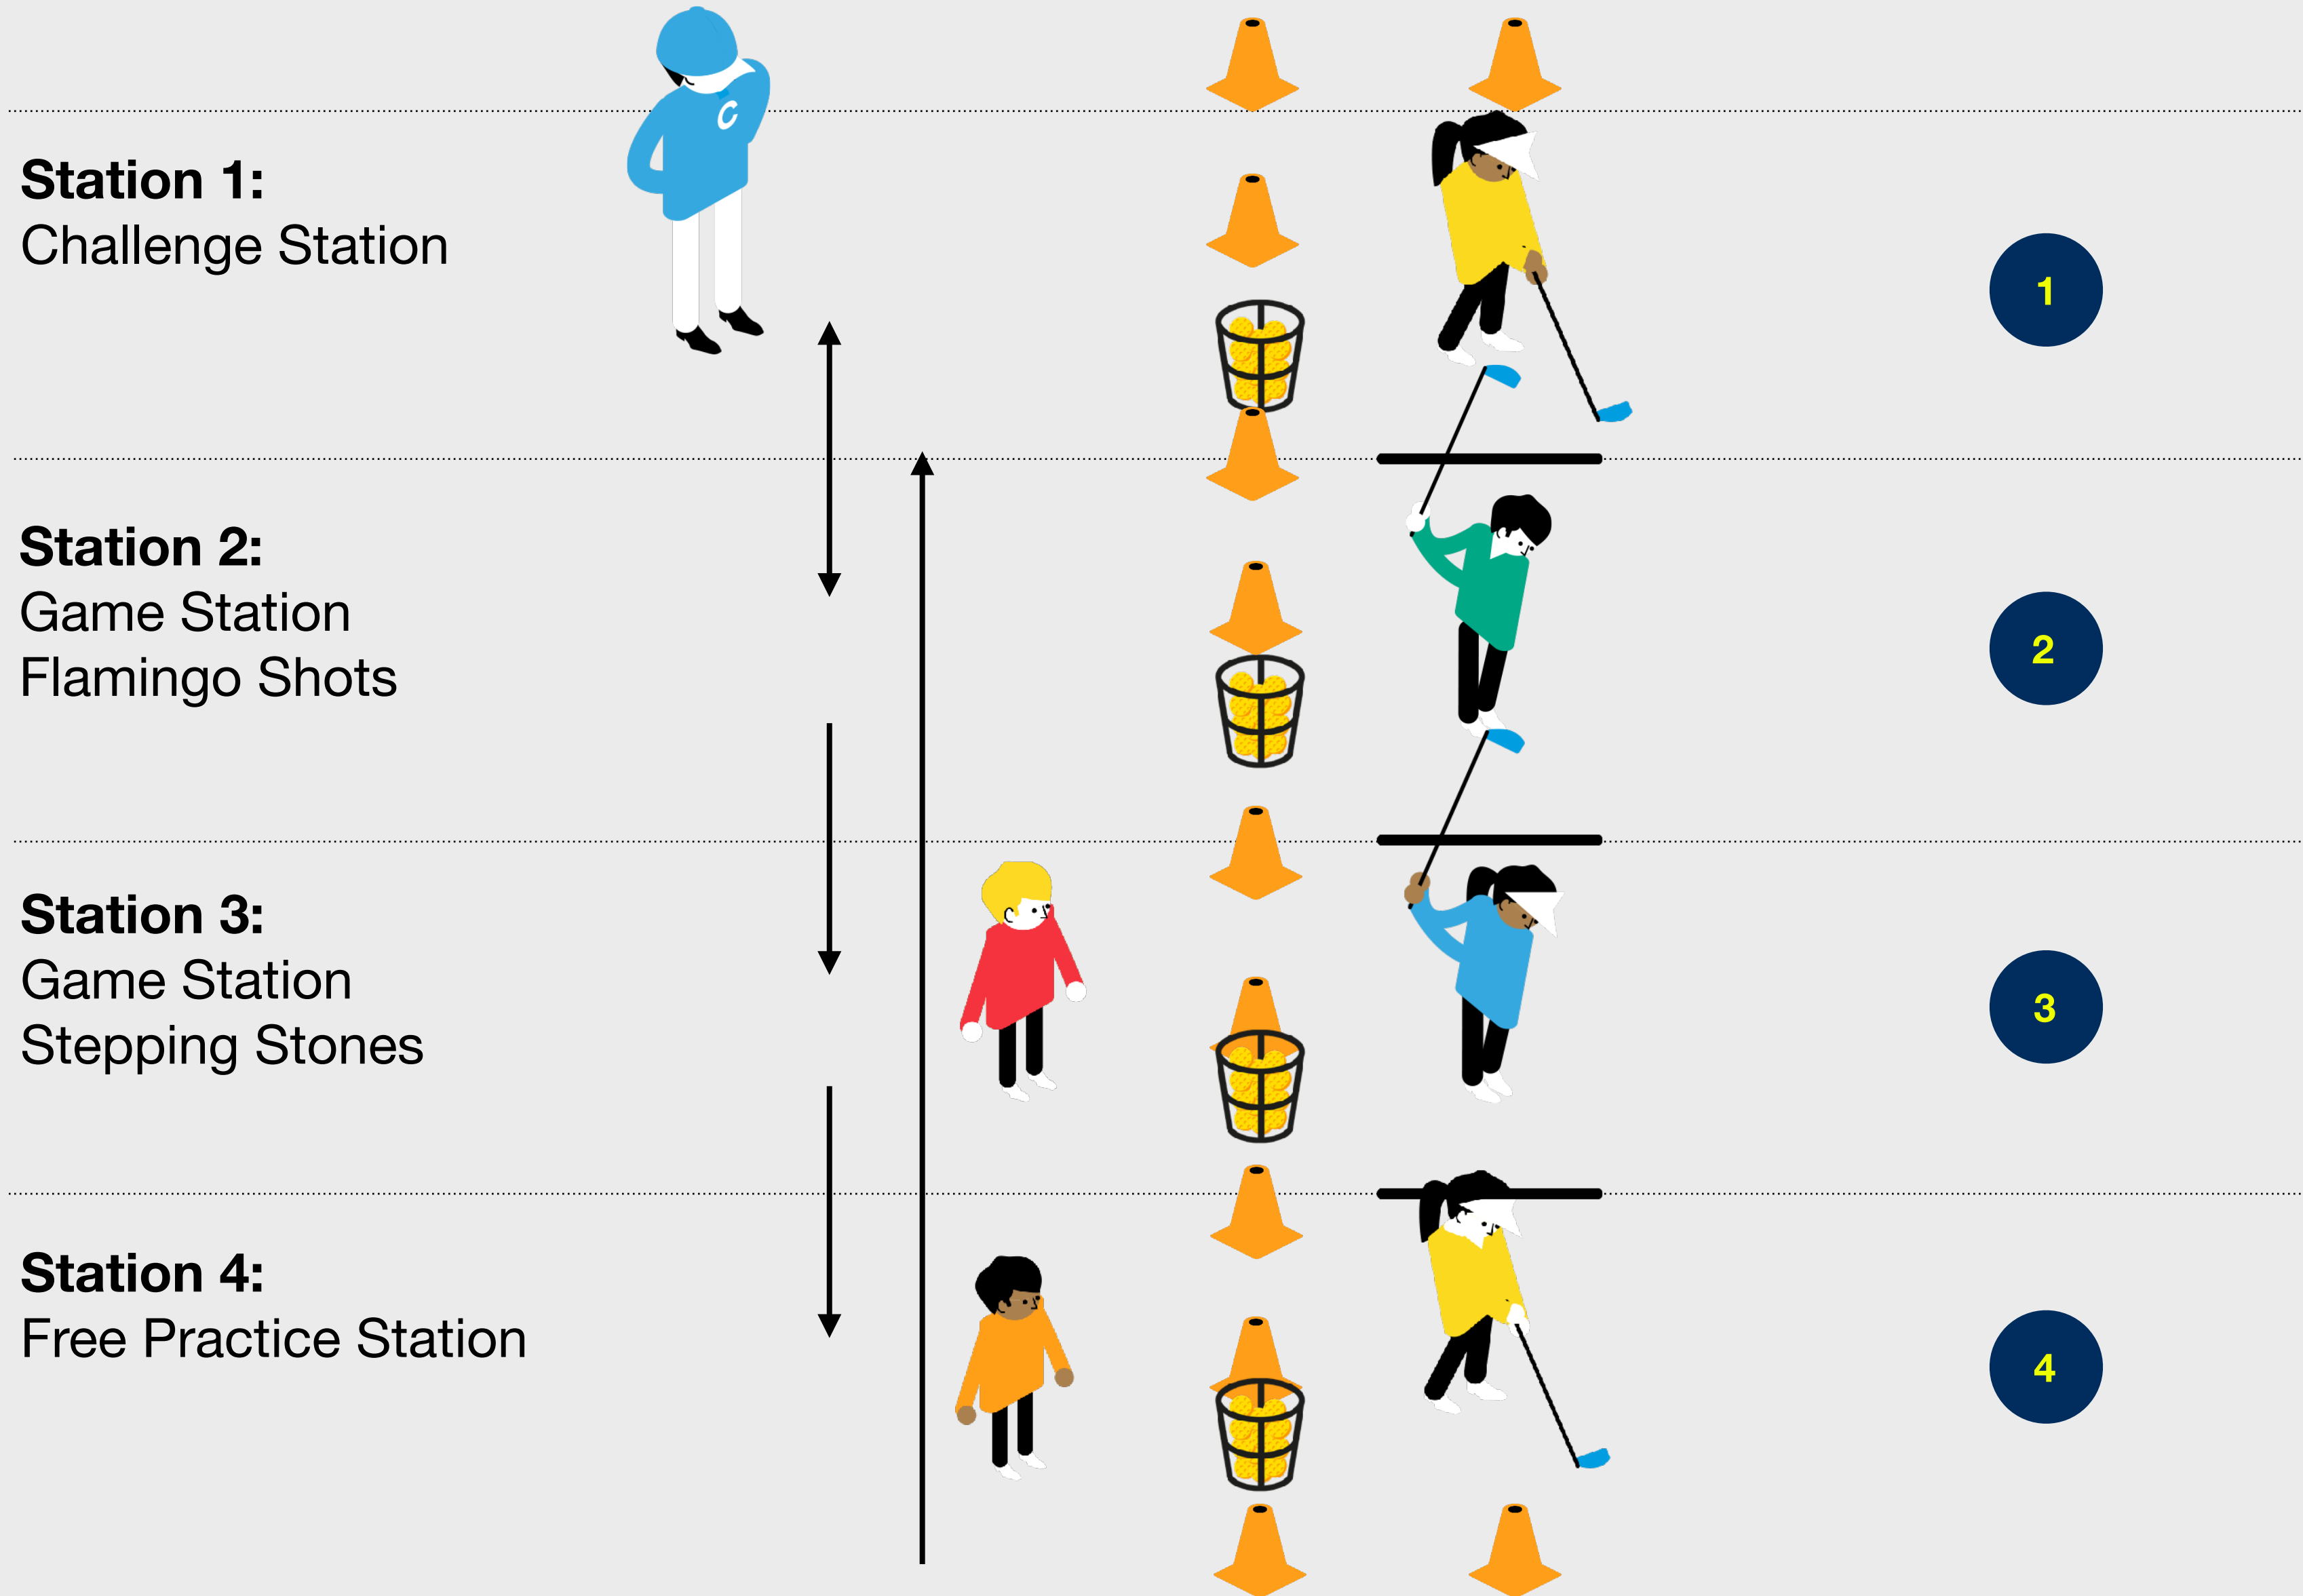 C
Station 1:
Challenge Station
1
Station 2:
Game Station
Flamingo Shots
2
Station 3:
Game Station
Stepping Stones
3
Station 4:
Free Practice Station
4